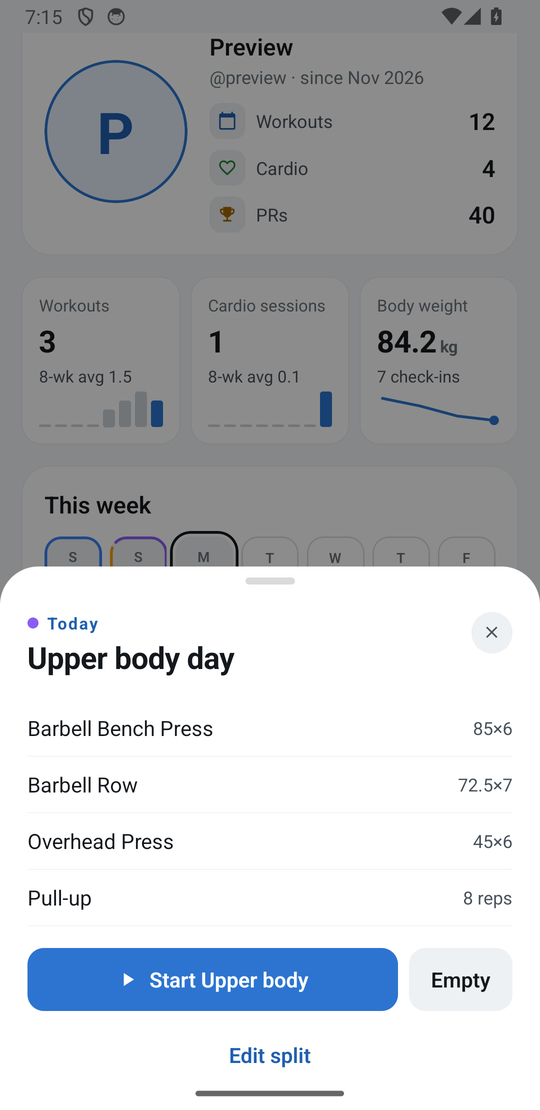 7:15
Preview
@preview · since Nov 2026
P
Workouts 12
Cardio 4
PRs 40
Workouts
3
8-wk avg 1.5
Cardio sessions
1
8-wk avg 0.1
Body weight
84.2 kg
7 check-ins
This week
S S M T W T F
Today
Upper body day
Barbell Bench Press 85×6
Barbell Row 72.5×7
Overhead Press 45×6
Pull-up 8 reps
Start Upper body
Empty
Edit split